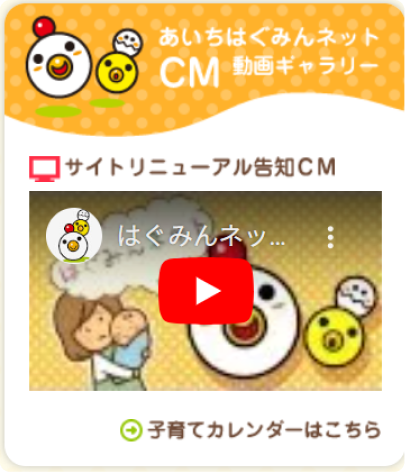 あいちはぐみんネット
CM 動画ギャラリー
サイトリニューアル告知CM
はぐみんネッ...
子育てカレンダーはこちら